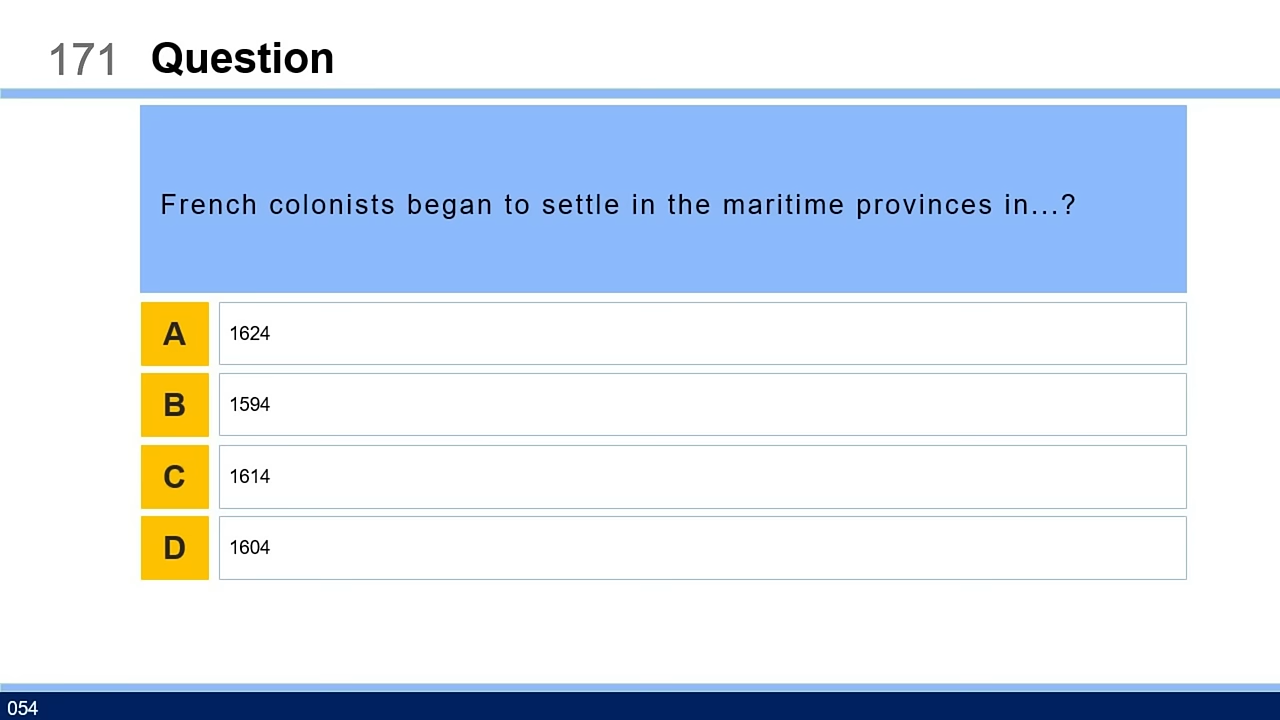 171 Question
French colonists began to settle in the maritime provinces in...?
A 1624
B 1594
C 1614
D 1604
054